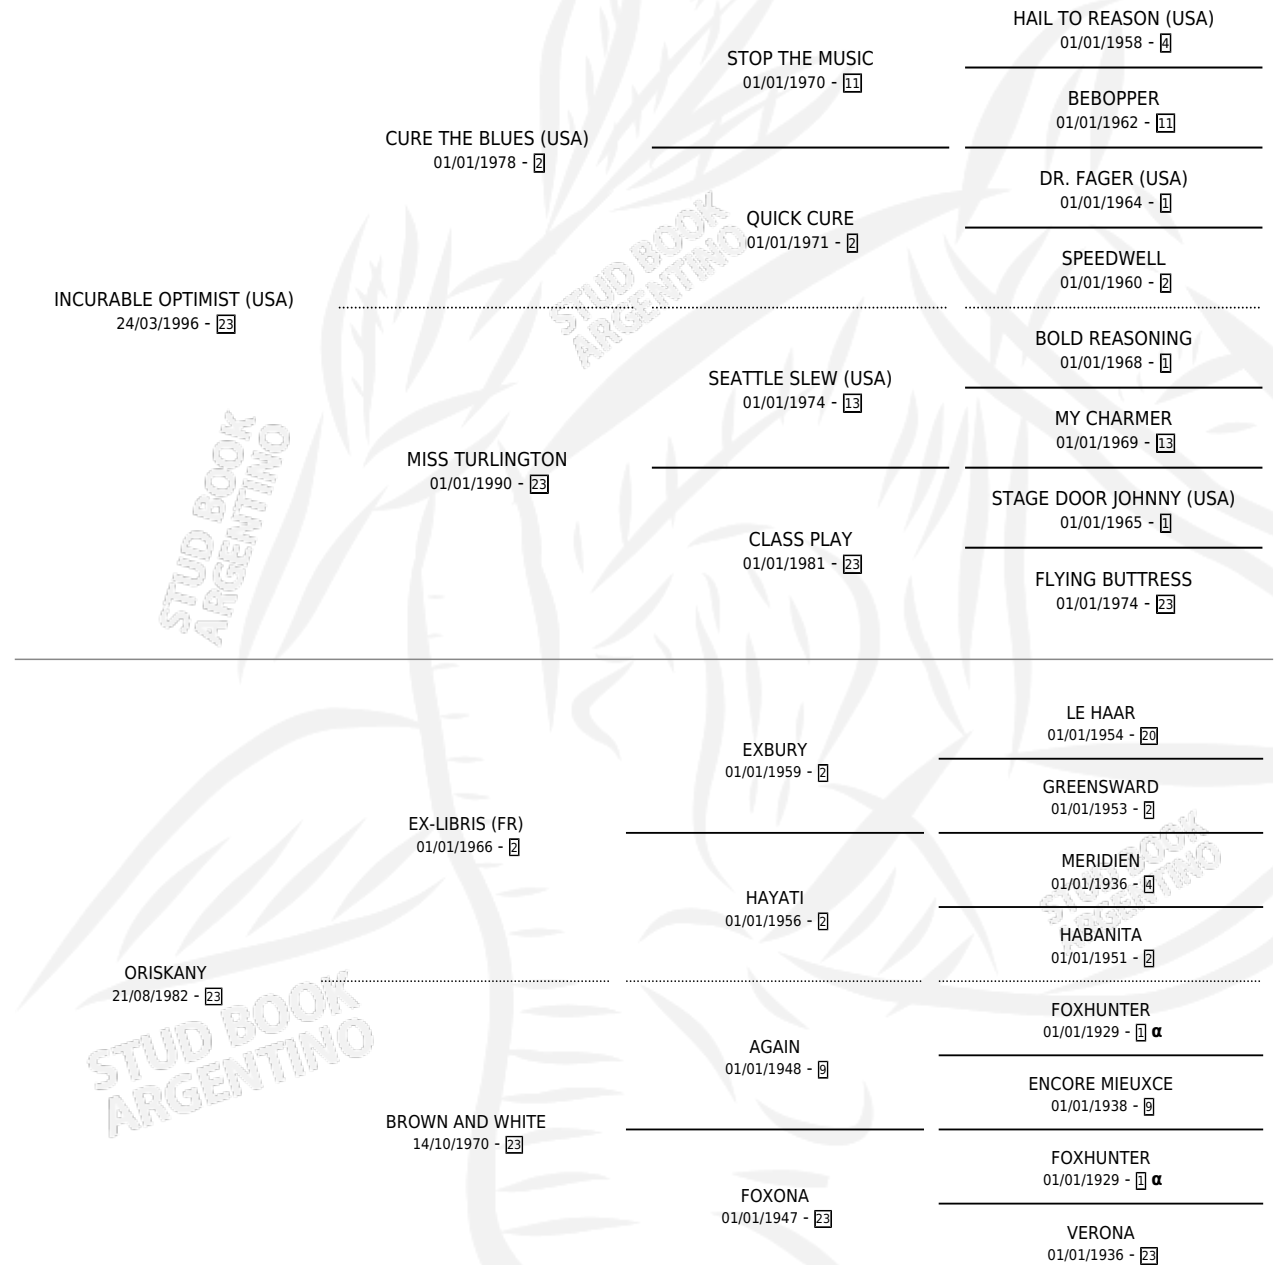 HAIL TO REASON (USA)
01/01/1958 - 4
STOP THE MUSIC
01/01/1970 - 11
BEBOPPER
01/01/1962 - 11
CURE THE BLUES (USA)
01/01/1978 - 2
DR. FAGER (USA)
01/01/1964 - 1
QUICK CURE
01/01/1971 - 2
SPEEDWELL
01/01/1960 - 2
INCURABLE OPTIMIST (USA)
24/03/1996 - 23
BOLD REASONING
01/01/1968 - 1
SEATTLE SLEW (USA)
01/01/1974 - 13
MY CHARMER
01/01/1969 - 13
MISS TURLINGTON
01/01/1990 - 23
STAGE DOOR JOHNNY (USA)
01/01/1965 - 1
CLASS PLAY
01/01/1981 - 23
FLYING BUTTRESS
01/01/1974 - 23
LE HAAR
01/01/1954 - 20
EXBURY
01/01/1959 - 2
GREENSWARD
01/01/1953 - 2
EX-LIBRIS (FR)
01/01/1966 - 2
MERIDIEN
01/01/1936 - 4
HAYATI
01/01/1956 - 2
HABANITA
01/01/1951 - 2
ORISKANY
21/08/1982 - 23
FOXHUNTER
01/01/1929 - 1 α
AGAIN
01/01/1948 - 9
ENCORE MIEUXCE
01/01/1938 - 9
BROWN AND WHITE
14/10/1970 - 23
FOXHUNTER
01/01/1929 - 1 α
FOXONA
01/01/1947 - 23
VERONA
01/01/1936 - 23
STUD BOOK
ARGENTINO
STUD BOOK
ARGENTINO
STUD BOOK
ARGENTINO
STUD BOOK
ARGENTINO